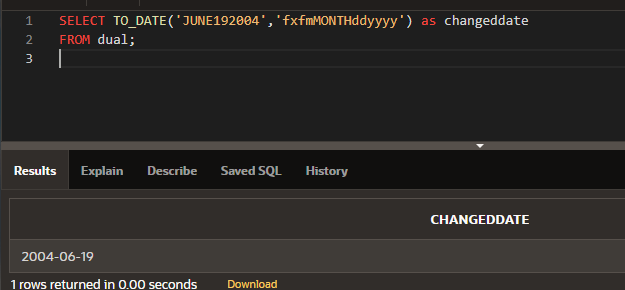 1 SELECT TO_DATE('JUNE192004','fxfmMONTHddyyyy') as changeddate
2 FROM dual;
3
Results Explain Describe Saved SQL History
CHANGEDDATE
2004-06-19
1 rows returned in 0.00 seconds Download